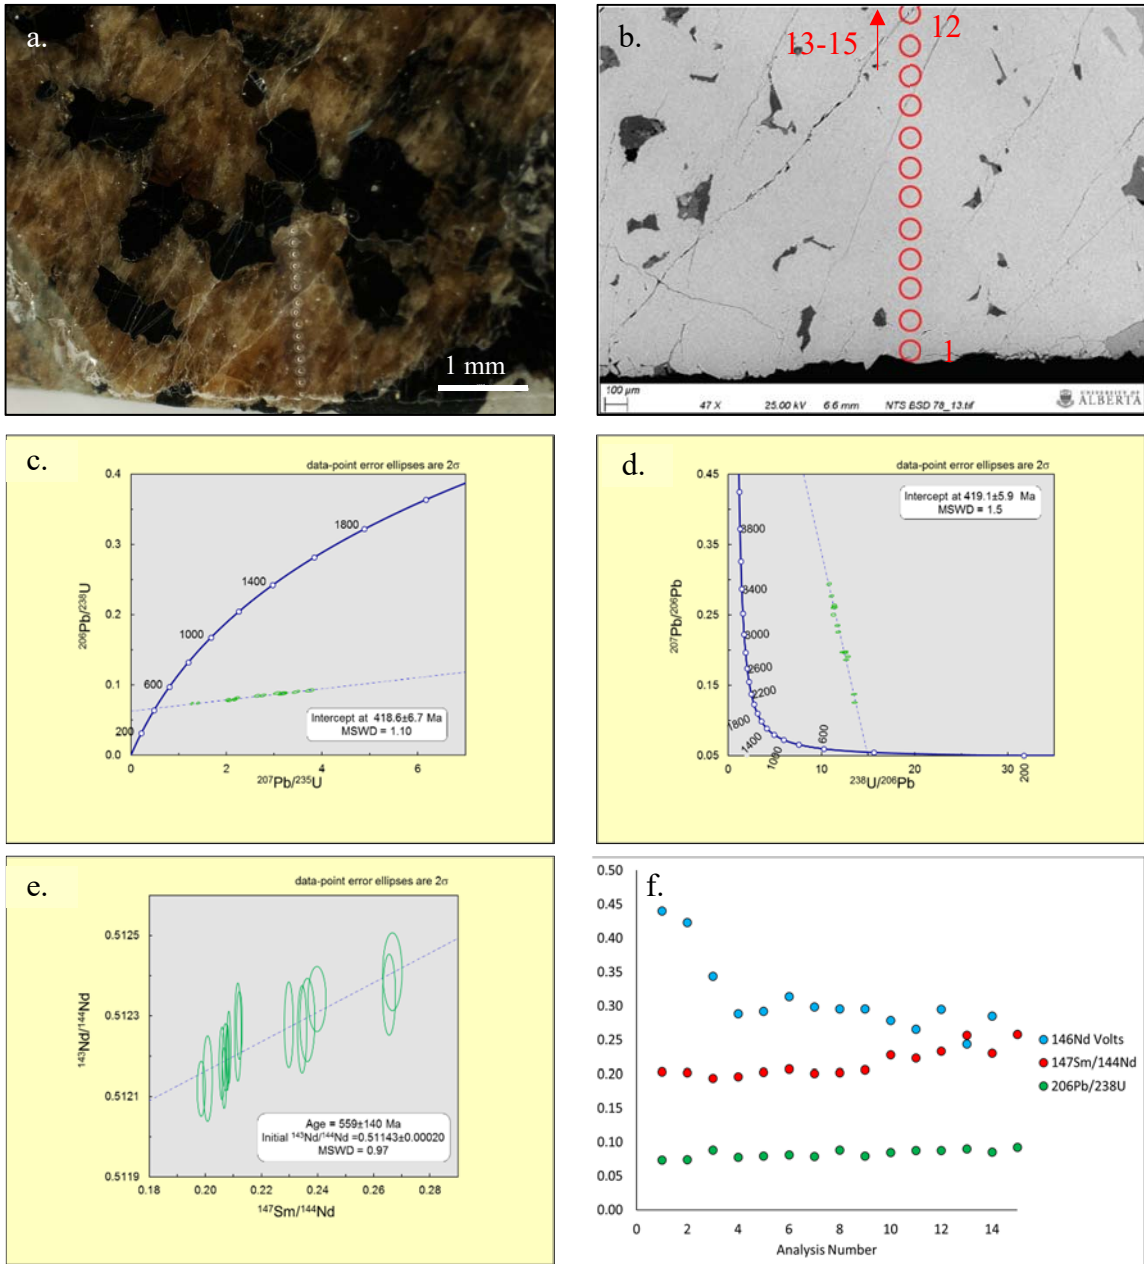 a.
1 mm
b.
13-15
12
1
100 µm
47 X
25.00 kV
6.6 mm
NTS BSD 78_13.tif
UNIVERSITY OF
ALBERTA
c.
data-point error ellipses are 2σ
0.4
0.3
0.2
0.1
0.0
206Pb/238U
1800
1400
1000
600
200
Intercept at 418.6±6.7 Ma
MSWD = 1.10
0
2
4
6
207Pb/235U
d.
data-point error ellipses are 2σ
Intercept at 419.1±5.9 Ma
MSWD = 1.5
0.45
0.35
0.25
0.15
0.05
207Pb/206Pb
3800
3400
3000
2600
2200
1800
1400
1000
600
200
0
10
20
30
238U/206Pb
e.
data-point error ellipses are 2σ
0.5125
0.5123
0.5121
0.5119
143Nd/144Nd
Age = 559±140 Ma
Initial 143Nd/144Nd =0.51143±0.00020
MSWD = 0.97
0.18
0.20
0.22
0.24
0.26
0.28
147Sm/144Nd
f.
0.50
0.45
0.40
0.35
0.30
0.25
0.20
0.15
0.10
0.05
0.00
0
2
4
6
8
10
12
14
Analysis Number
146Nd Volts
147Sm/144Nd
206Pb/238U